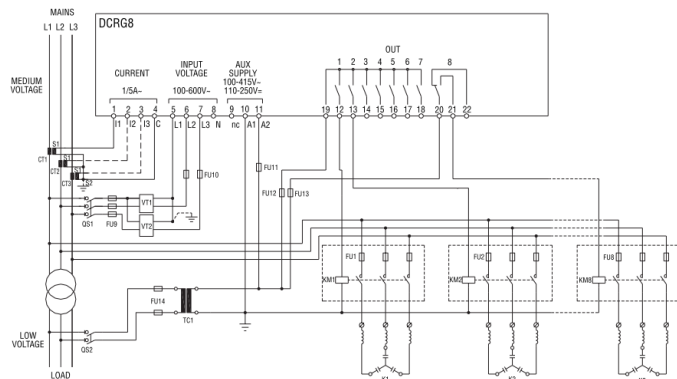 MAINS
L1 L2 L3
DCRG8
MEDIUM
VOLTAGE
CURRENT
1/5A~
INPUT
VOLTAGE
100-600V~
AUX
SUPPLY
100-415V~
110-250V=
OUT
1 2 3 4 5 6 7 8
1 2 3 4 5 6 7 8 9 10 11 19 12 13 14 15 16 17 18 20 21 22
I1 I2 I3 C L1 L2 L3 N nc A1 A2
S1
CT1
S1
CT2
S1
CT3
S2
FU10
FU11
FU12
FU13
QS1
FU9
VT1
VT2
FU1
FU2
FU8
KM1
KM2
KM8
FU14
TC1
LOW
VOLTAGE
QS2
LOAD